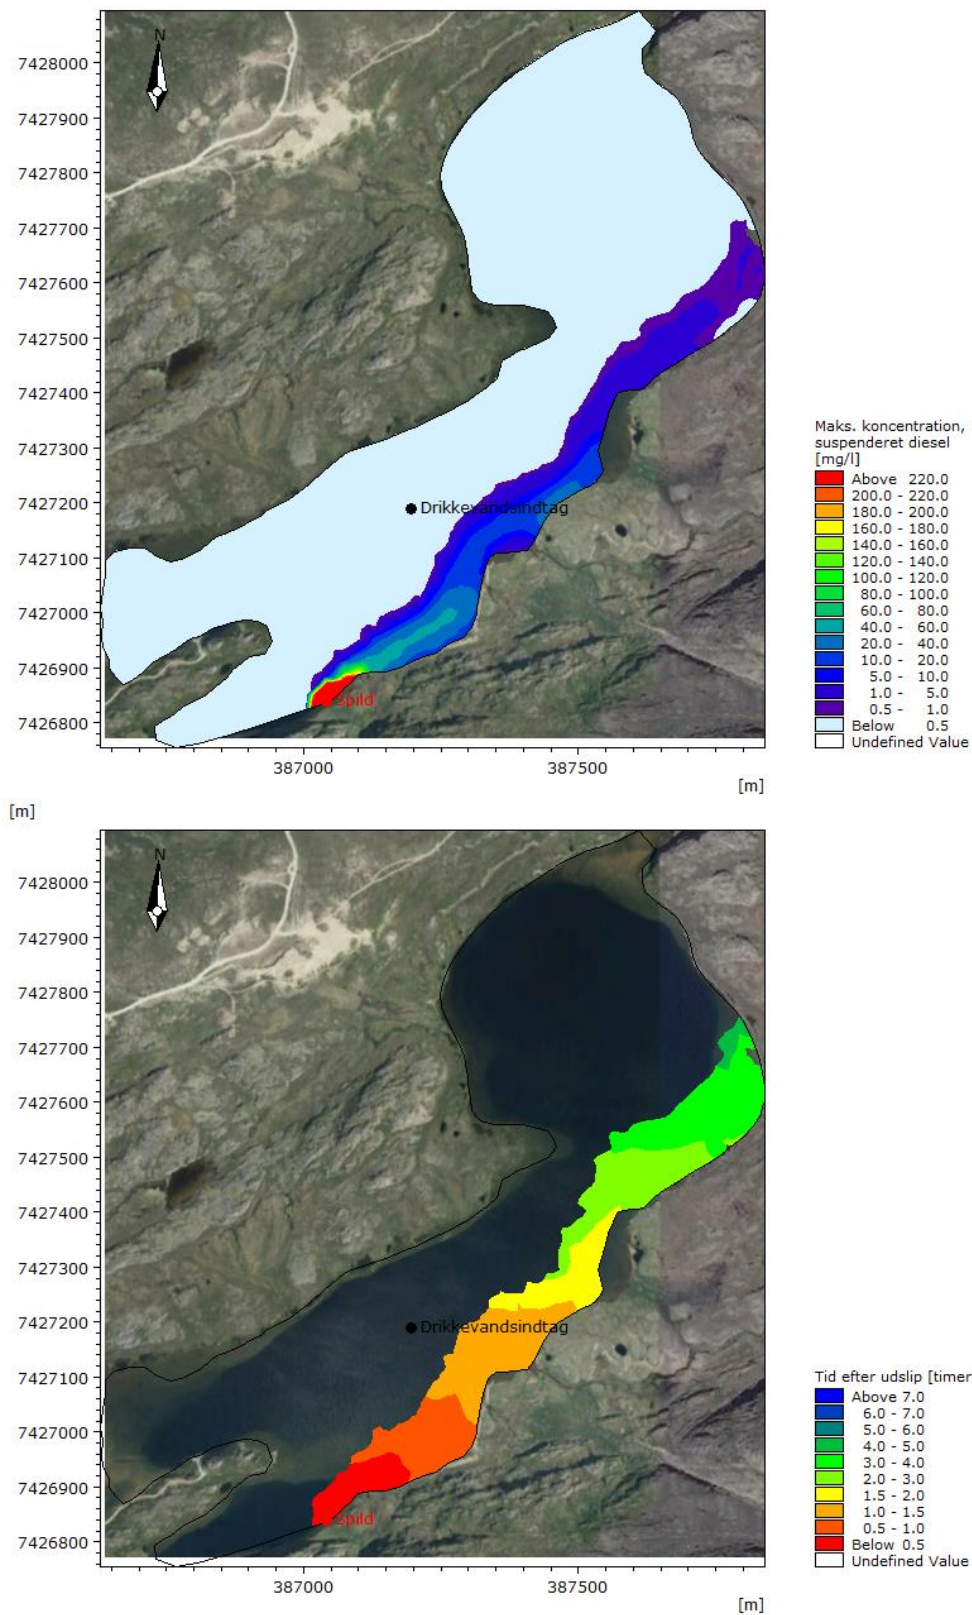 N
7428000
7427900
7427800
7427700
7427600
7427500
7427400
7427300
7427200
7427100
7427000
6426900
7426800
Drikkevandsindtag
Spild
387000 387500
[m]
[m]
Maks. koncentration,
suspenderet diesel
[mg/l]
Above 220.0
200.0 - 220.0
180.0 - 200.0
160.0 - 180.0
140.0 - 160.0
120.0 - 140.0
100.0 - 120.0
80.0 - 100.0
60.0 - 80.0
40.0 - 60.0
20.0 - 40.0
10.0 - 20.0
5.0 - 10.0
1.0 - 5.0
0.5 - 1.0
Below 0.5
Undefined Value
N
7428000
7427900
7427800
7427700
7427600
7427500
7427400
7427300
7427200
7427100
7427000
7426900
7426800
Drikkevandsindtag
Spild
387000 387500
[m]
Tid efter udslip [timer
Above 7.0
6.0 - 7.0
5.0 - 6.0
4.0 - 5.0
3.0 - 4.0
2.0 - 3.0
1.5 - 2.0
1.0 - 1.5
0.5 - 1.0
Below 0.5
Undefined Value